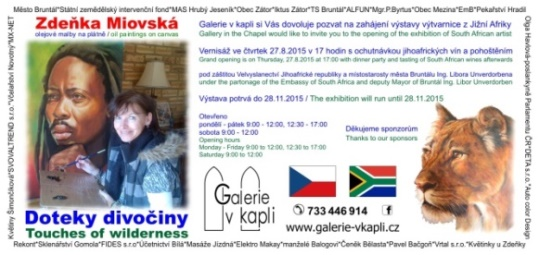 Město Bruntál*Státní zemědělský intervenční fond*MAS Hrubý Jeseník*Obec Zátor*Iktus Zátor*TS Bruntál*ALFUN*Mgr.P.Byrtus*Obec Mezina*EmB*Pekařství Hradil
Zdeňka Miovská
olejové malby na plátně / oil paintings on canvas
Galerie v kapli si Vás dovoluje pozvat na zahájení výstavy výtvarnice z Jižní Afriky
Gallery in the Chapel would like to invite you to the opening of the exhibition of South African artist
Vernisáž ve čtvrtek 27.8.2015 v 17 hodin s ochutnávkou jihoafrických vín a pohoštěním
Grand opening is on Thursday, 27.8.2015 at 17:00 with dinner party and tasting of South African wines afterwards
pod záštitou Velvyslanectví Jihoafrické republiky a místostarosty města Bruntálu Ing. Libora Unverdorbena
under the partonage of the Embassy of South Africa and deputy Mayor of Bruntál Ing. Libor Unverdorben
Výstava potrvá do 28.11.2015 / The exhibition will run until 28.11.2015
Otevřeno
pondělí - pátek 9:00 - 12:00, 12:30 - 17:00
sobota 9:00 - 12:00
Opening hours
Monday - Friday 9:00 to 12:00, 12:30 to 17:00
Saturday 9:00 to 12:00
Děkujeme sponzorům
Thanks to our sponsors
Galerie
v kapli
733 446 914
www.galerie-vkapli.cz
Doteky divočiny
Touches of wilderness
Květiny Šimončíková*SVOVALTREND s.r.o.*Včelařství Novotný*MIX-NET
Olga Havlová-poslankyně Parlamentu ČR*DETA s.r.o.*Auto color Design
Rekont*Sklenářství Gomola*FIDES s.r.o*Účetnictví Bílá*Masáže Jízdná*Elektro Makay*manželé Balogovi*Čeněk Bělasta*Pavel Bačgoň*Vrtal s.r.o.*Květinky u Zdeňky